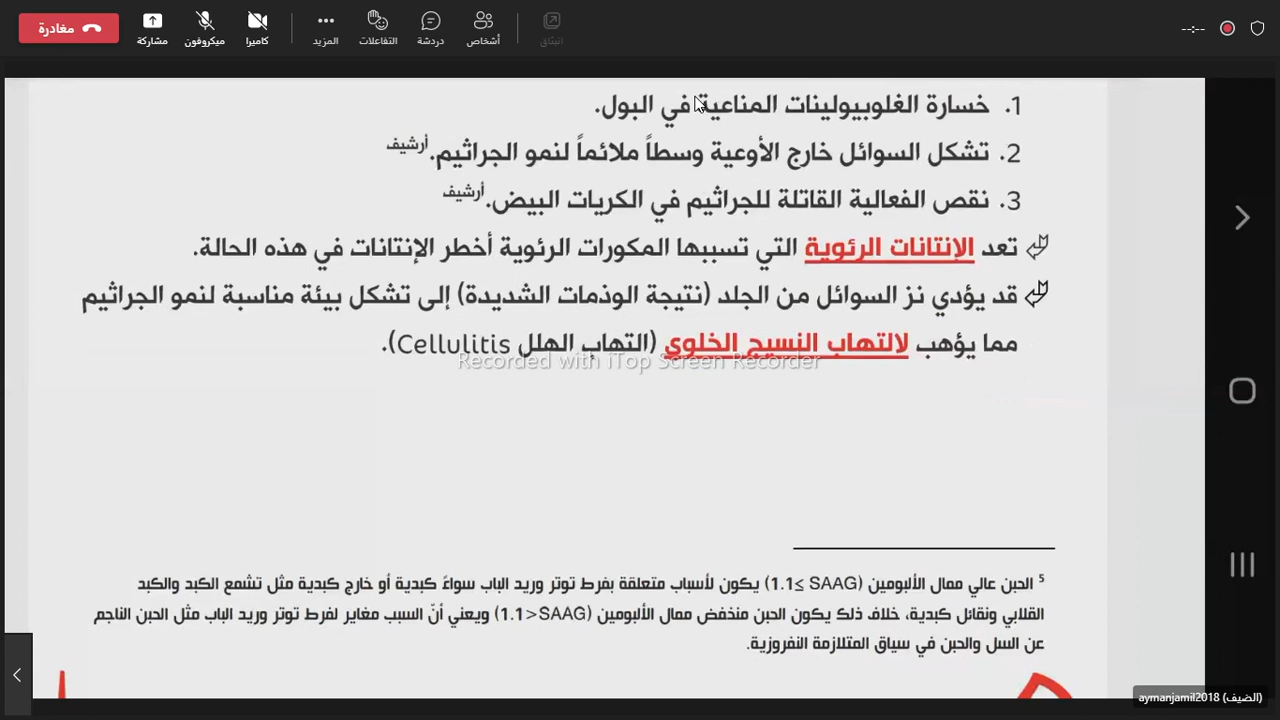 مغادرة
مشاركة
ميكروفون
كاميرا
المزيد
التفاعلات
دردشة
أشخاص
انبثاق
--:--
1. خسارة الغلوبيولينات المناعية في البول.
2. تشكل السوائل خارج الأوعية وسطاً ملائماً لنمو الجراثيم.أرشيف
3. نقص الفعالية القاتلة للجراثيم في الكريات البيض.أرشيف
تعد الإنتانات الرئوية التي تسببها المكورات الرئوية أخطر الإنتانات في هذه الحالة.
قد يؤدي نز السوائل من الجلد (نتيجة الوذمات الشديدة) إلى تشكل بيئة مناسبة لنمو الجراثيم
مما يؤهب لالتهاب النسيج الخلوي (التهاب الهلل Cellulitis).
Recorded with iTop Screen Recorder
5 الحبن عالي ممال الألبومين (SAAG ≥1.1) يكون لأسباب متعلقة بفرط توتر وريد الباب سواءً كبدية أو خارج كبدية مثل تشمع الكبد والكبد
القلابي ونقائل كبدية، خلاف ذلك يكون الحبن منخفض ممال الألبومين (SAAG<1.1) ويعني أنّ السبب مغاير لفرط توتر وريد الباب مثل الحبن الناجم
عن السل والحبن في سياق المتلازمة النفروزية.
aymanjamil2018 (الضيف)